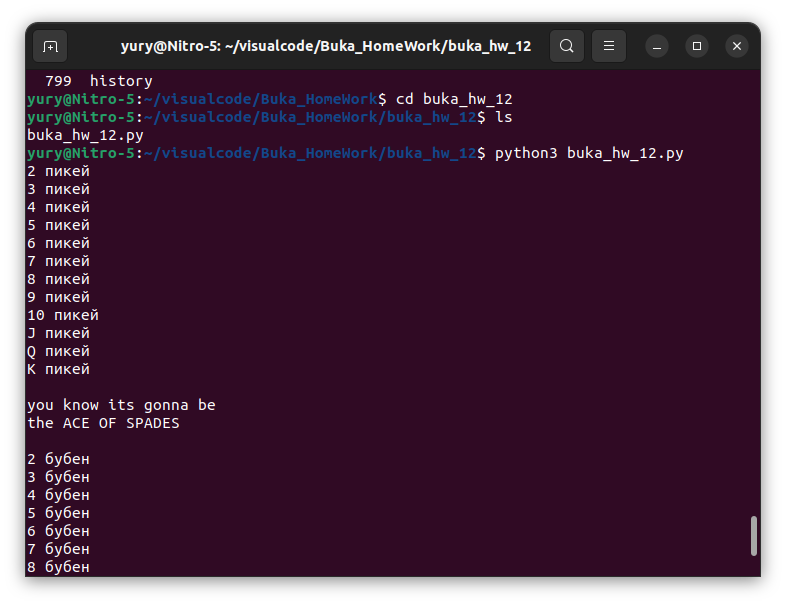 yury@Nitro-5: ~/visualcode/Buka_HomeWork/buka_hw_12
799 history
yury@Nitro-5:~/visualcode/Buka_HomeWork$ cd buka_hw_12
yury@Nitro-5:~/visualcode/Buka_HomeWork/buka_hw_12$ ls
buka_hw_12.py
yury@Nitro-5:~/visualcode/Buka_HomeWork/buka_hw_12$ python3 buka_hw_12.py
2 пикей
3 пикей
4 пикей
5 пикей
6 пикей
7 пикей
8 пикей
9 пикей
10 пикей
J пикей
Q пикей
K пикей
you know its gonna be
the ACE OF SPADES
2 бубен
3 бубен
4 бубен
5 бубен
6 бубен
7 бубен
8 бубен